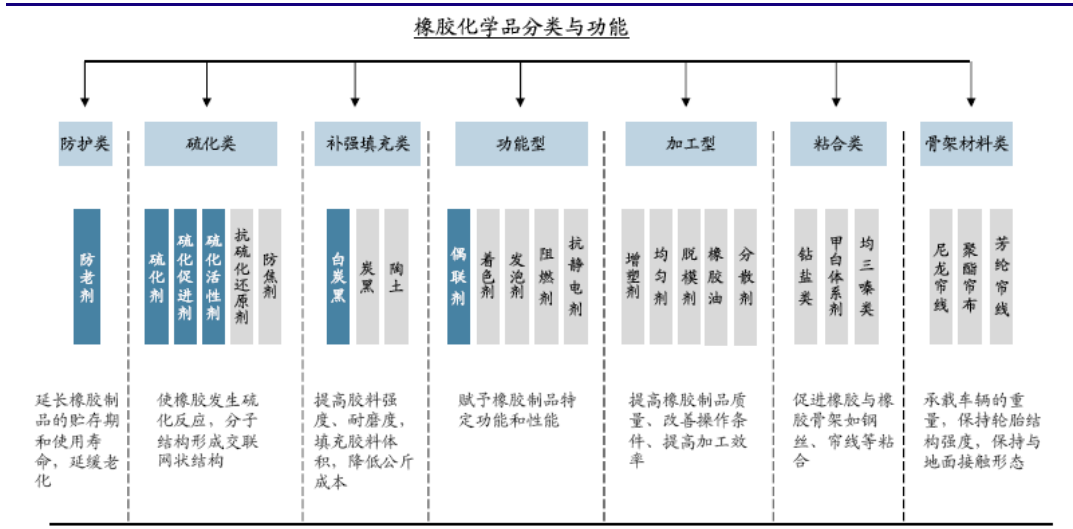 橡胶化学品分类与功能
防护类
硫化类
补强填充类
功能型
加工型
粘合类
骨架材料类
防老剂
硫化剂
硫化促进剂
硫化活性剂
抗硫化还原剂
防焦剂
白炭黑
炭黑
陶土
偶联剂
着色剂
发泡剂
阻燃剂
抗静电剂
增塑剂
均匀剂
脱模剂
橡胶油
分散剂
钴盐类
甲白体系剂
均三嗪类
尼龙帘线
聚酯帘布
芳纶帘线
延长橡胶制
品的贮存期
和使用寿
命，延缓老
化
使橡胶发生硫
化反应，分子
结构形成交联
网状结构
提高胶料强
度、耐磨度，
填充胶料体
积，降低公斤
成本
赋予橡胶制品特
定功能和性能
提高橡胶制品质
量、改善操作条
件、提高加工效
率
促进橡胶与橡
胶骨架如钢
丝、帘线等粘
合
承载车辆的重
量，保持轮胎结
构强度，保持与
地面接触形态